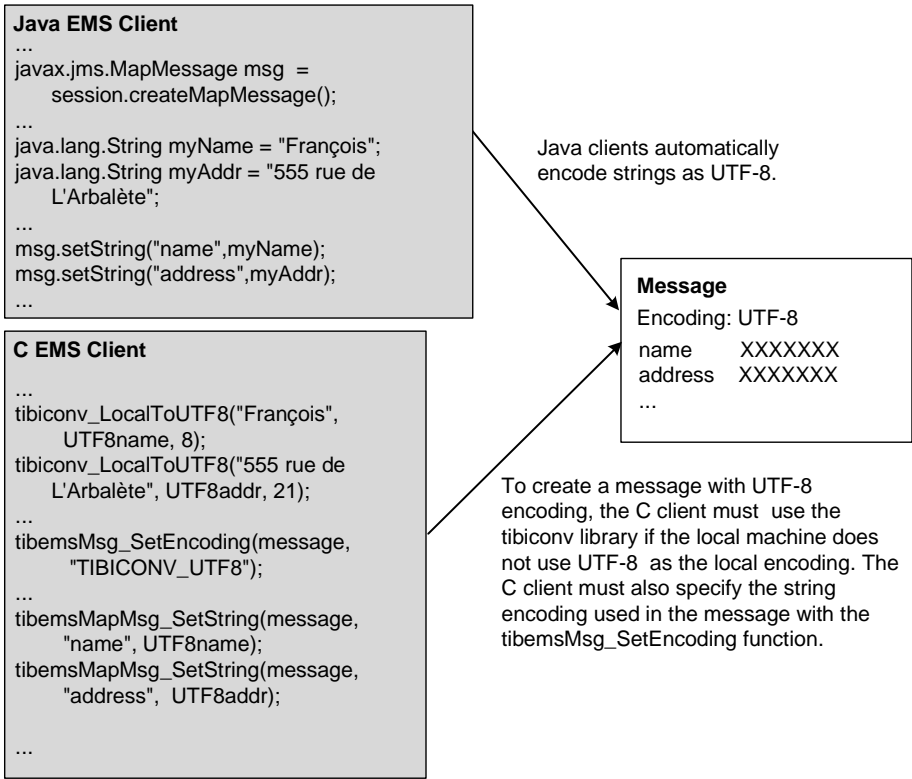 Java EMS Client
...
javax.jms.MapMessage msg =
session.createMapMessage();
...
java.lang.String myName = "François";
java.lang.String myAddr = "555 rue de
L'Arbalète";
...
msg.setString("name",myName);
msg.setString("address",myAddr);
...
Java clients automatically
encode strings as UTF-8.
Message
Encoding: UTF-8
name XXXXXXX
address XXXXXXX
...
C EMS Client
...
tibiconv_LocalToUTF8("François",
UTF8name, 8);
tibiconv_LocalToUTF8("555 rue de
L'Arbalète", UTF8addr, 21);
...
tibemsMsg_SetEncoding(message,
"TIBICONV_UTF8");
...
tibemsMapMsg_SetString(message,
"name", UTF8name);
tibemsMapMsg_SetString(message,
"address", UTF8addr);
...
To create a message with UTF-8
encoding, the C client must use the
tibiconv library if the local machine does
not use UTF-8 as the local encoding. The
C client must also specify the string
encoding used in the message with the
tibemsMsg_SetEncoding function.